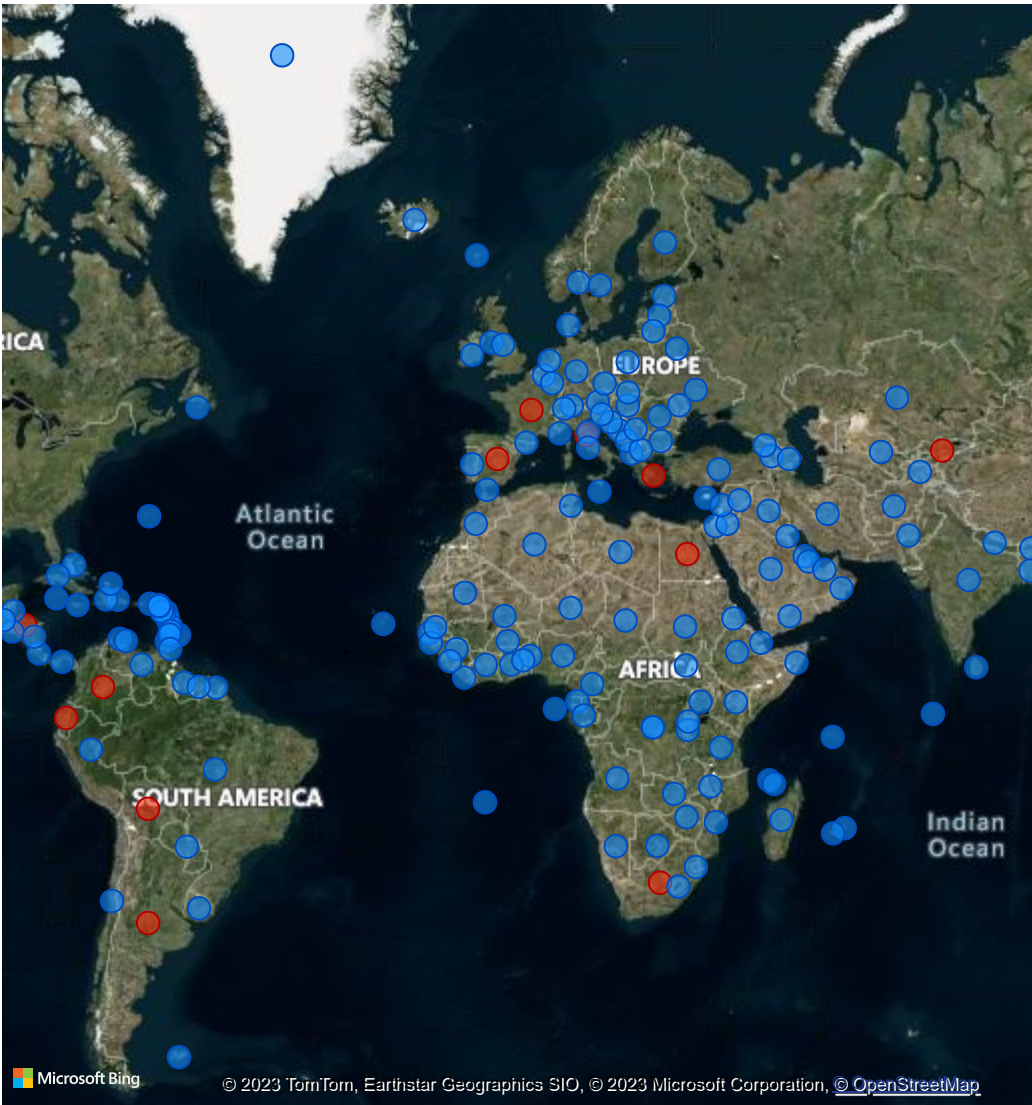 RICA
EUROPE
Atlantic
Ocean
AFRICA
SOUTH AMERICA
Indian
Ocean
Microsoft Bing
© 2023 TomTom, Earthstar Geographics SIO, © 2023 Microsoft Corporation, © OpenStreetMap